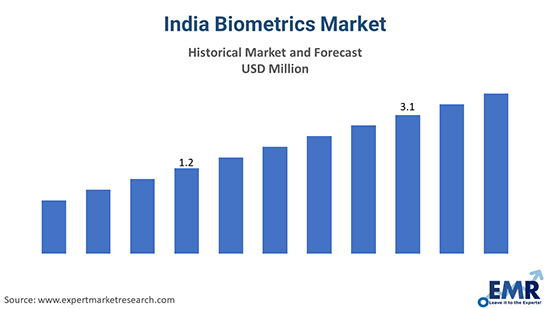 India Biometrics Market
Historical Market and Forecast
USD Million
1.2
3.1
EMR
Leave it to the Experts!
Source: www.expertmarketresearch.com